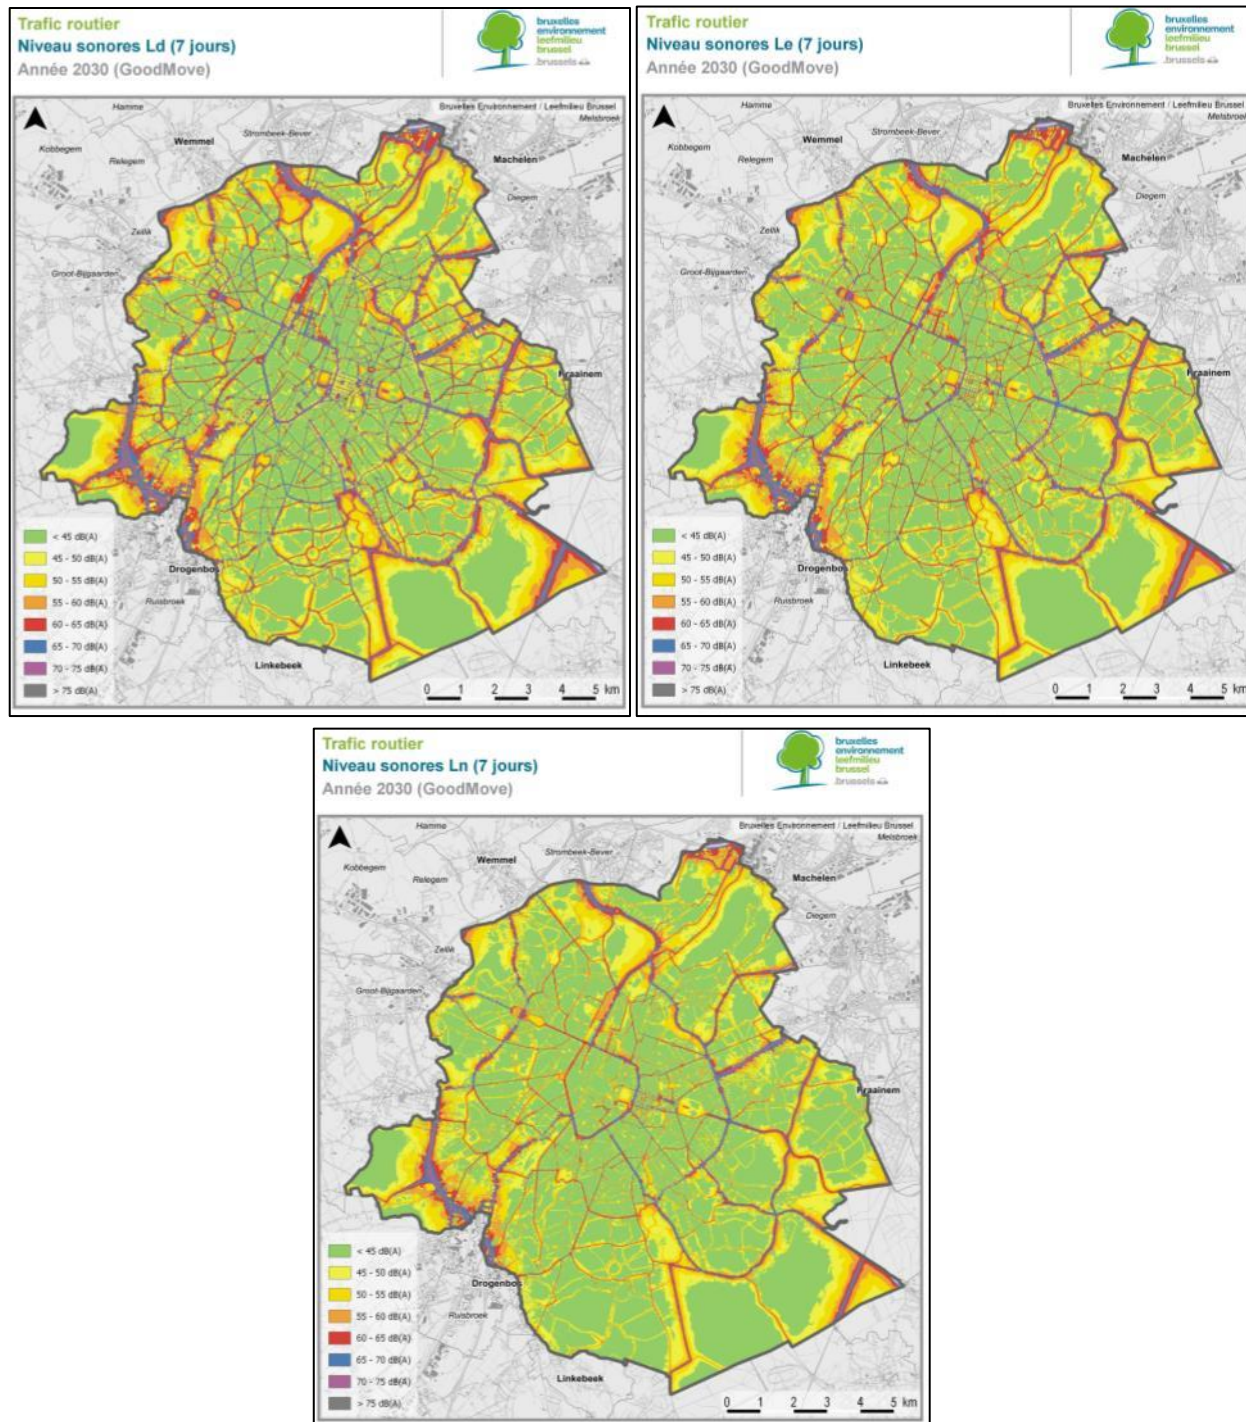 Trafic routier
Niveau sonores Ld (7 jours)
Année 2030 (GoodMove)
bruxelles
environnement
leefmilieu
brussel
.brussels
Bruxelles Environnement / Leefmilieu Brussel
Hamme
Melsbroek
Strombeek-Bever
Wemmel
Kobbegem
Relegem
Machelen
Diegem
Zellik
Groot-Bijgaarden
Kraainem
< 45 dB(A)
45 - 50 dB(A)
50 - 55 dB(A)
55 - 60 dB(A)
60 - 65 dB(A)
65 - 70 dB(A)
70 - 75 dB(A)
> 75 dB(A)
Drogenbos
Ruisbroek
Linkebeek
0 1 2 3 4 5 km
Trafic routier
Niveau sonores Le (7 jours)
Année 2030 (GoodMove)
bruxelles
environnement
leefmilieu
brussel
.brussels
Bruxelles Environnement / Leefmilieu Brussel
Hamme
Melsbroek
Strombeek-Bever
Wemmel
Kobbegem
Relegem
Machelen
Diegem
Zellik
Groot-Bijgaarden
Kraainem
< 45 dB(A)
45 - 50 dB(A)
50 - 55 dB(A)
55 - 60 dB(A)
60 - 65 dB(A)
65 - 70 dB(A)
70 - 75 dB(A)
> 75 dB(A)
Drogenbos
Ruisbroek
Linkebeek
0 1 2 3 4 5 km
Trafic routier
Niveau sonores Ln (7 jours)
Année 2030 (GoodMove)
bruxelles
environnement
leefmilieu
brussel
.brussels
Bruxelles Environnement / Leefmilieu Brussel
Hamme
Melsbroek
Strombeek-Bever
Wemmel
Kobbegem
Relegem
Machelen
Diegem
Zellik
Groot-Bijgaarden
Kraainem
< 45 dB(A)
45 - 50 dB(A)
50 - 55 dB(A)
55 - 60 dB(A)
60 - 65 dB(A)
65 - 70 dB(A)
70 - 75 dB(A)
> 75 dB(A)
Drogenbos
Ruisbroek
Linkebeek
0 1 2 3 4 5 km